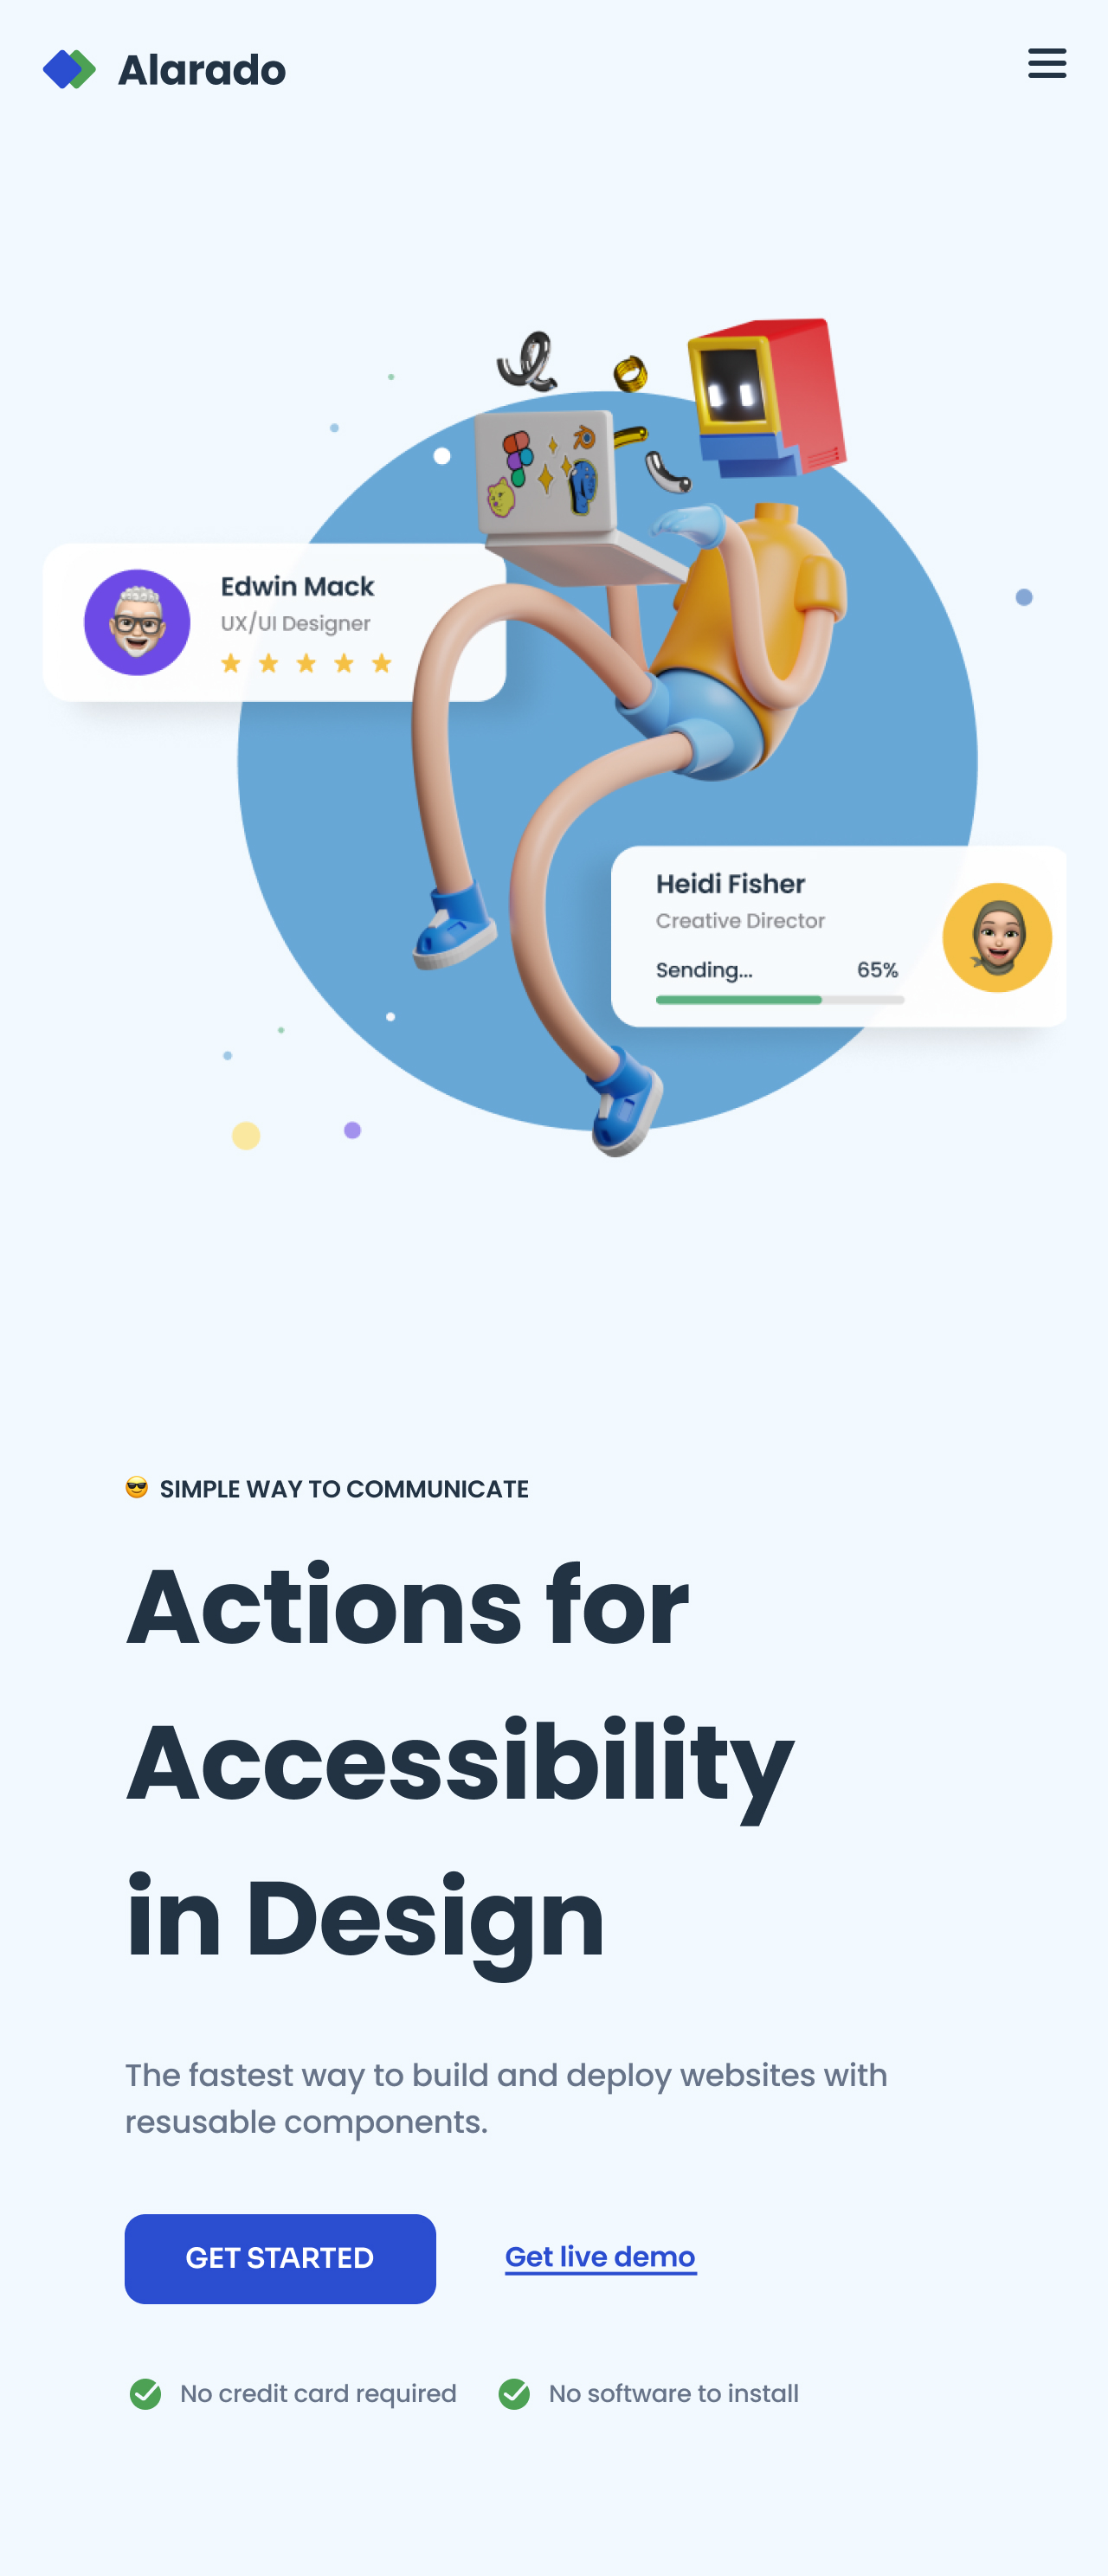 Alarado
Edwin Mack
UX/UI Designer
Heidi Fisher
Creative Director
Sending... 65%
😎 SIMPLE WAY TO COMMUNICATE
Actions for
Accessibility
in Design
The fastest way to build and deploy websites with
resusable components.
GET STARTED Get live demo
No credit card required No software to install